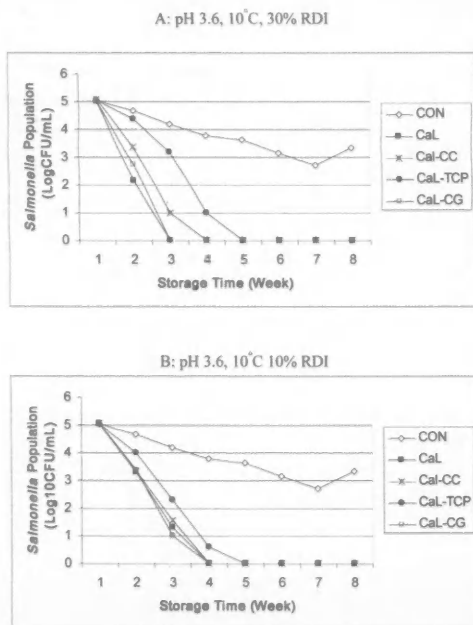 A: pH 3.6, 10°C, 30% RDI
Salmonella Population
(LogCFU/mL)
6
5
4
3
2
1
0
1 2 3 4 5 6 7 8
Storage Time (Week)
CON
CaL
Cal-CC
CaL-TCP
CaL-CG
B: pH 3.6, 10°C 10% RDI
Salmonella Population
(Log10CFU/mL)
6
5
4
3
2
1
0
1 2 3 4 5 6 7 8
Storage Time (Week)
CON
CaL
Cal-CC
CaL-TCP
CaL-CG